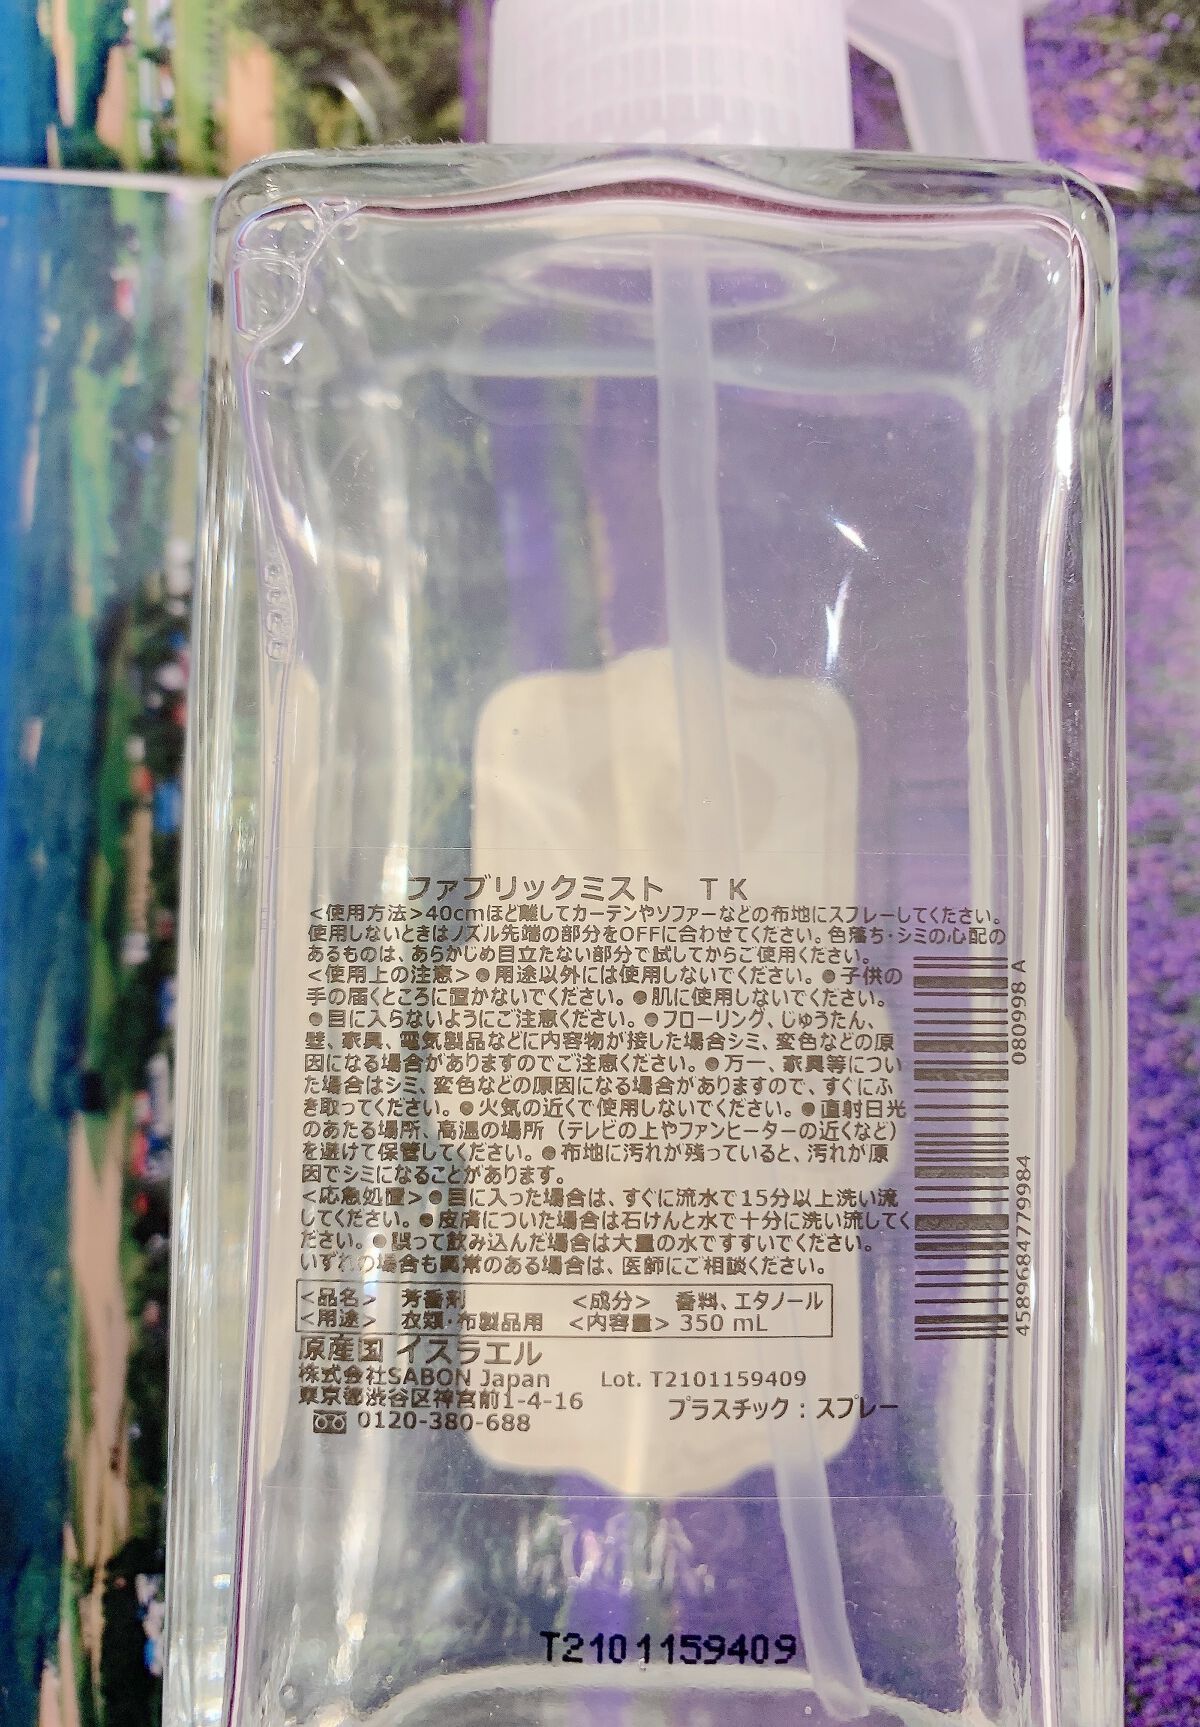 ファブリックミスト　TK
<使用方法>40cmほど離してカーテンやソファーなどの布地にスプレーしてください。
使用しないときはノズル先端の部分をOFFに合わせてください。色落ち・シミの心配の
あるものは、あらかじめ目立たない部分で試してからご使用ください。
<使用上の注意>●用途以外には使用しないでください。●子供の
手の届くところに置かないでください。●肌に使用しないでください。
●目に入らないようにご注意ください。●フローリング、じゅうたん、
壁、家具、電気製品などに内容物が接した場合シミ、変色などの原
因になる場合がありますのでご注意ください。●万一、家具等につい
た場合はシミ、変色などの原因になる場合がありますので、すぐにふ
き取ってください。●火気の近くで使用しないでください。●直射日光
のあたる場所、高温の場所（テレビの上やファンヒーターの近くなど）
を避けて保管してください。●布地に汚れが残っていると、汚れが原
因でシミになることがあります。
<応急処置>●目に入った場合は、すぐに流水で15分以上洗い流
してください。●皮膚についた場合は石けんと水で十分に洗い流してく
ださい。●誤って飲み込んだ場合は大量の水ですすいでください。
いずれの場合も異常のある場合は、医師にご相談ください。
<品名>　芳香剤　<成分>　香料、エタノール
<用途>　衣類・布製品用　<内容量> 350 mL
原産国 イスラエル
株式会社SABON Japan　Lot. T2101159409
東京都渋谷区神宮前1-4-16
プラスチック：スプレー
0120-380-688
080998 A
4589684779984
T2101159409